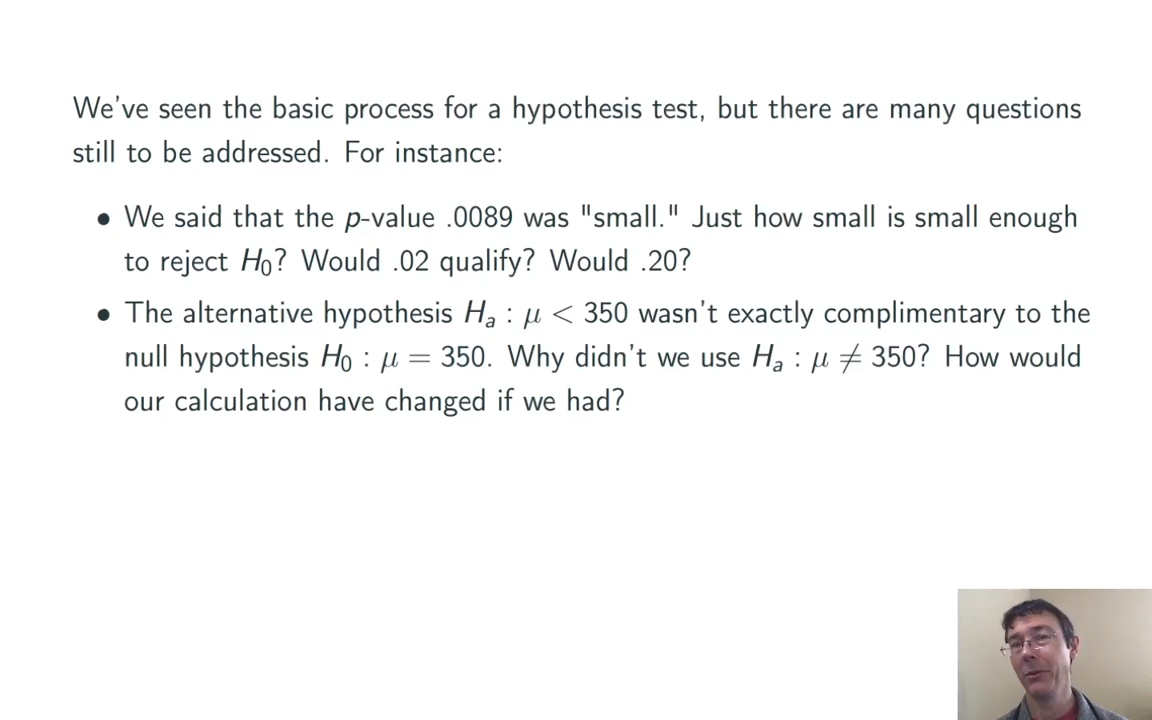 We've seen the basic process for a hypothesis test, but there are many questions
still to be addressed. For instance:
• We said that the p-value .0089 was "small." Just how small is small enough
to reject H₀? Would .02 qualify? Would .20?
• The alternative hypothesis Hₐ : μ < 350 wasn't exactly complimentary to the
null hypothesis H₀ : μ = 350. Why didn't we use Hₐ : μ ≠ 350? How would
our calculation have changed if we had?